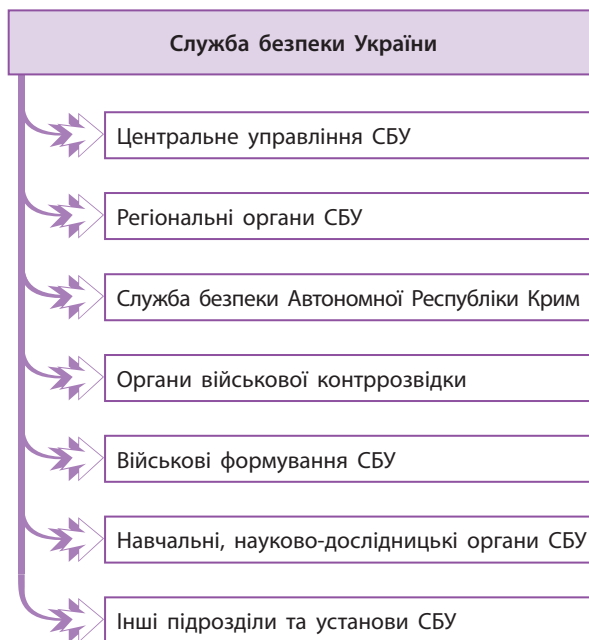 Служба безпеки України
Центральне управління СБУ
Регіональні органи СБУ
Служба безпеки Автономної Республіки Крим
Органи військової контррозвідки
Військові формування СБУ
Навчальні, науково-дослідницькі органи СБУ
Інші підрозділи та установи СБУ